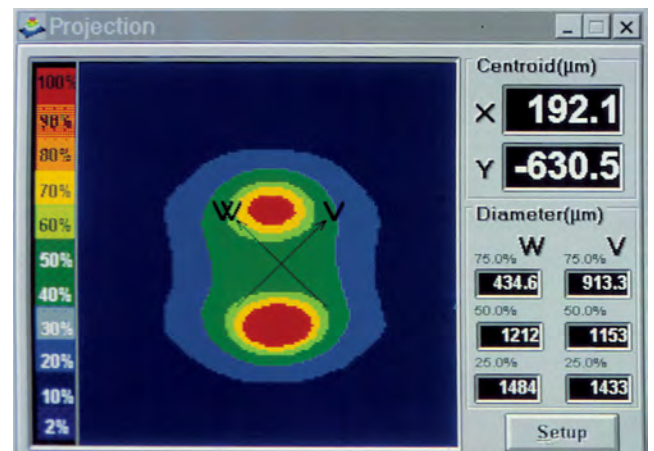 Projection
100%
90%
80%
70%
60%
50%
40%
30%
20%
10%
2%
W V
Centroid(µm)
X 192.1
Y -630.5
Diameter(µm)
W V
75.0% 75.0%
434.6 913.3
50.0% 50.0%
1212 1153
25.0% 25.0%
1484 1433
Setup